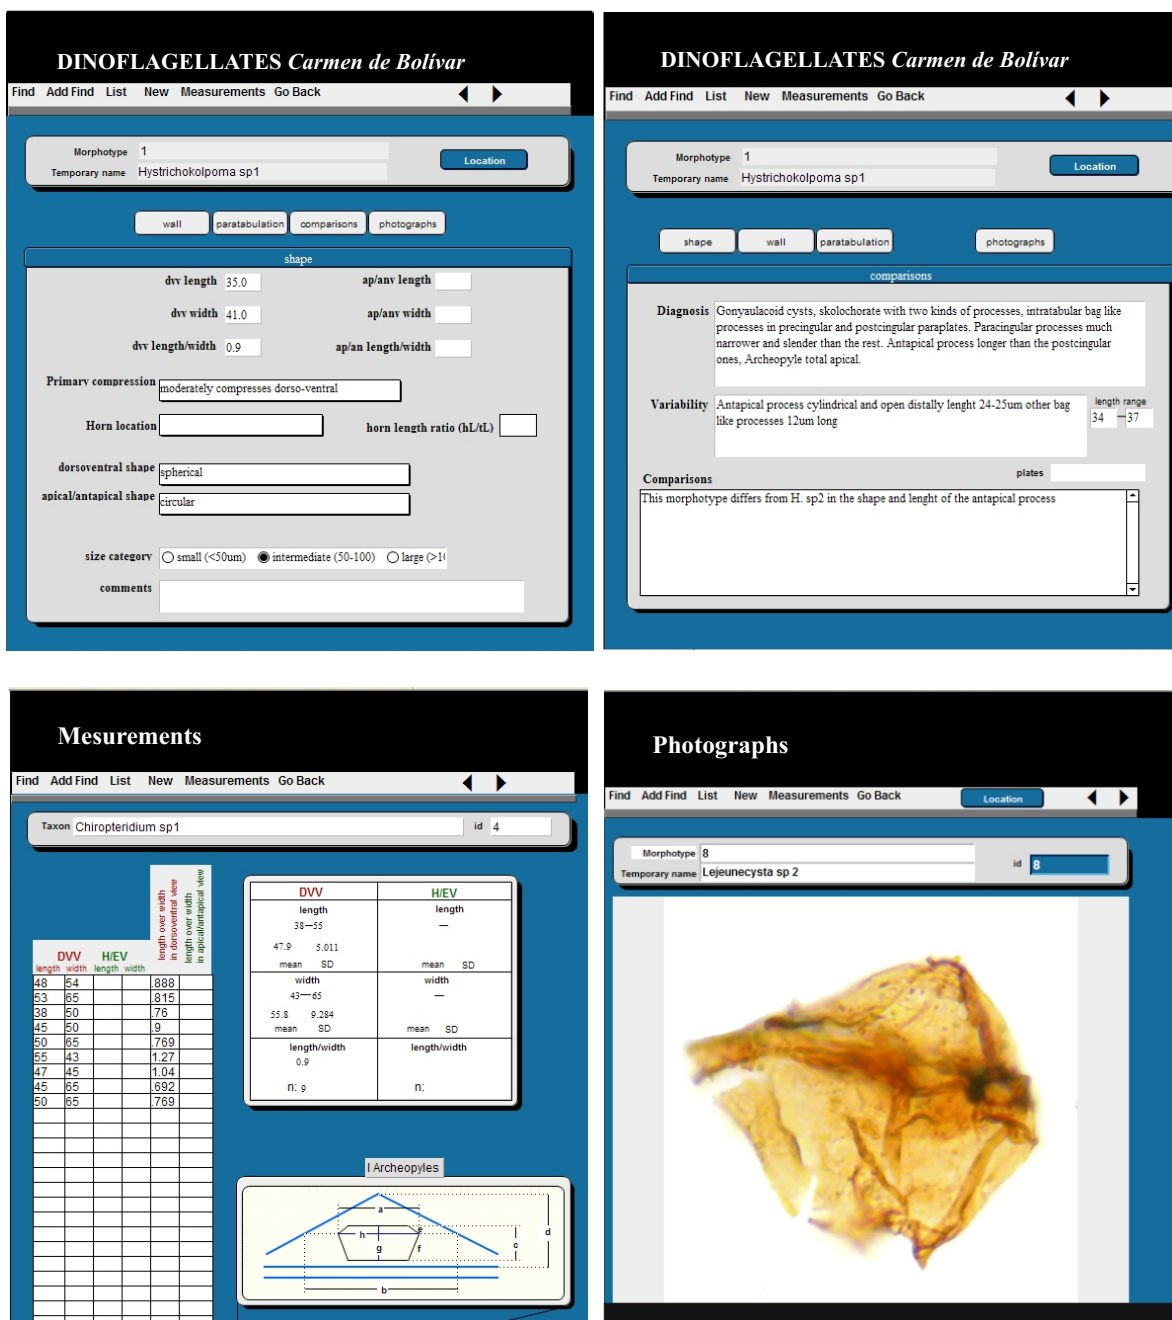 DINOFLAGELLATES Carmen de Bolívar
Find Add Find List New Measurements Go Back
Morphotype 1
Temporary name Hystrichokolpoma sp1
Location
wall paratabulation comparisons photographs
shape
dvv length 35.0 ap/anv length
dvv width 41.0 ap/anv width
dvv length/width 0.9 ap/an length/width
Primary compression moderately compresses dorso-ventral
Horn location horn length ratio (hL/tL)
dorsoventral shape spherical
apical/antapical shape circular
size category small (<50um) intermediate (50-100) large (>1
comments
DINOFLAGELLATES Carmen de Bolívar
Find Add Find List New Measurements Go Back
Morphotype 1
Temporary name Hystrichokolpoma sp1
Location
shape wall paratabulation photographs
comparisons
Diagnosis Gonyaulacoid cysts, skolochorate with two kinds of processes, intratabular bag like
processes in precingular and postcingular paraplates. Paracingular processes much
narrower and slender than the rest. Antapical process longer than the postcingular
ones, Archeopyle total apical.
Variability Antapical process cylindrical and open distally lenght 24-25um other bag
like processes 12um long
length range
34 — 37
plates
Comparisons
This morphotype differs from H. sp2 in the shape and lenght of the antapical process
Mesurements
Find Add Find List New Measurements Go Back
Taxon Chiropteridium sp1 id 4
length over width
in dorsoventral view
length over width
in apical/antapical view
DVV H/EV
length width length width
48 54 .888
53 65 .815
38 50 .76
45 50 .9
50 65 .769
55 43 1.27
47 45 1.04
45 65 .692
50 65 .769
DVV H/EV
length length
38—55 —
47.9 5.011
mean SD mean SD
width width
43—65 —
55.8 9.284
mean SD mean SD
length/width length/width
0.9
n: 9 n:
I Archeopyles
a
h e d
g f c
b
Photographs
Find Add Find List New Measurements Go Back Location
Morphotype 8
id 8
Temporary name Lejeunecysta sp 2